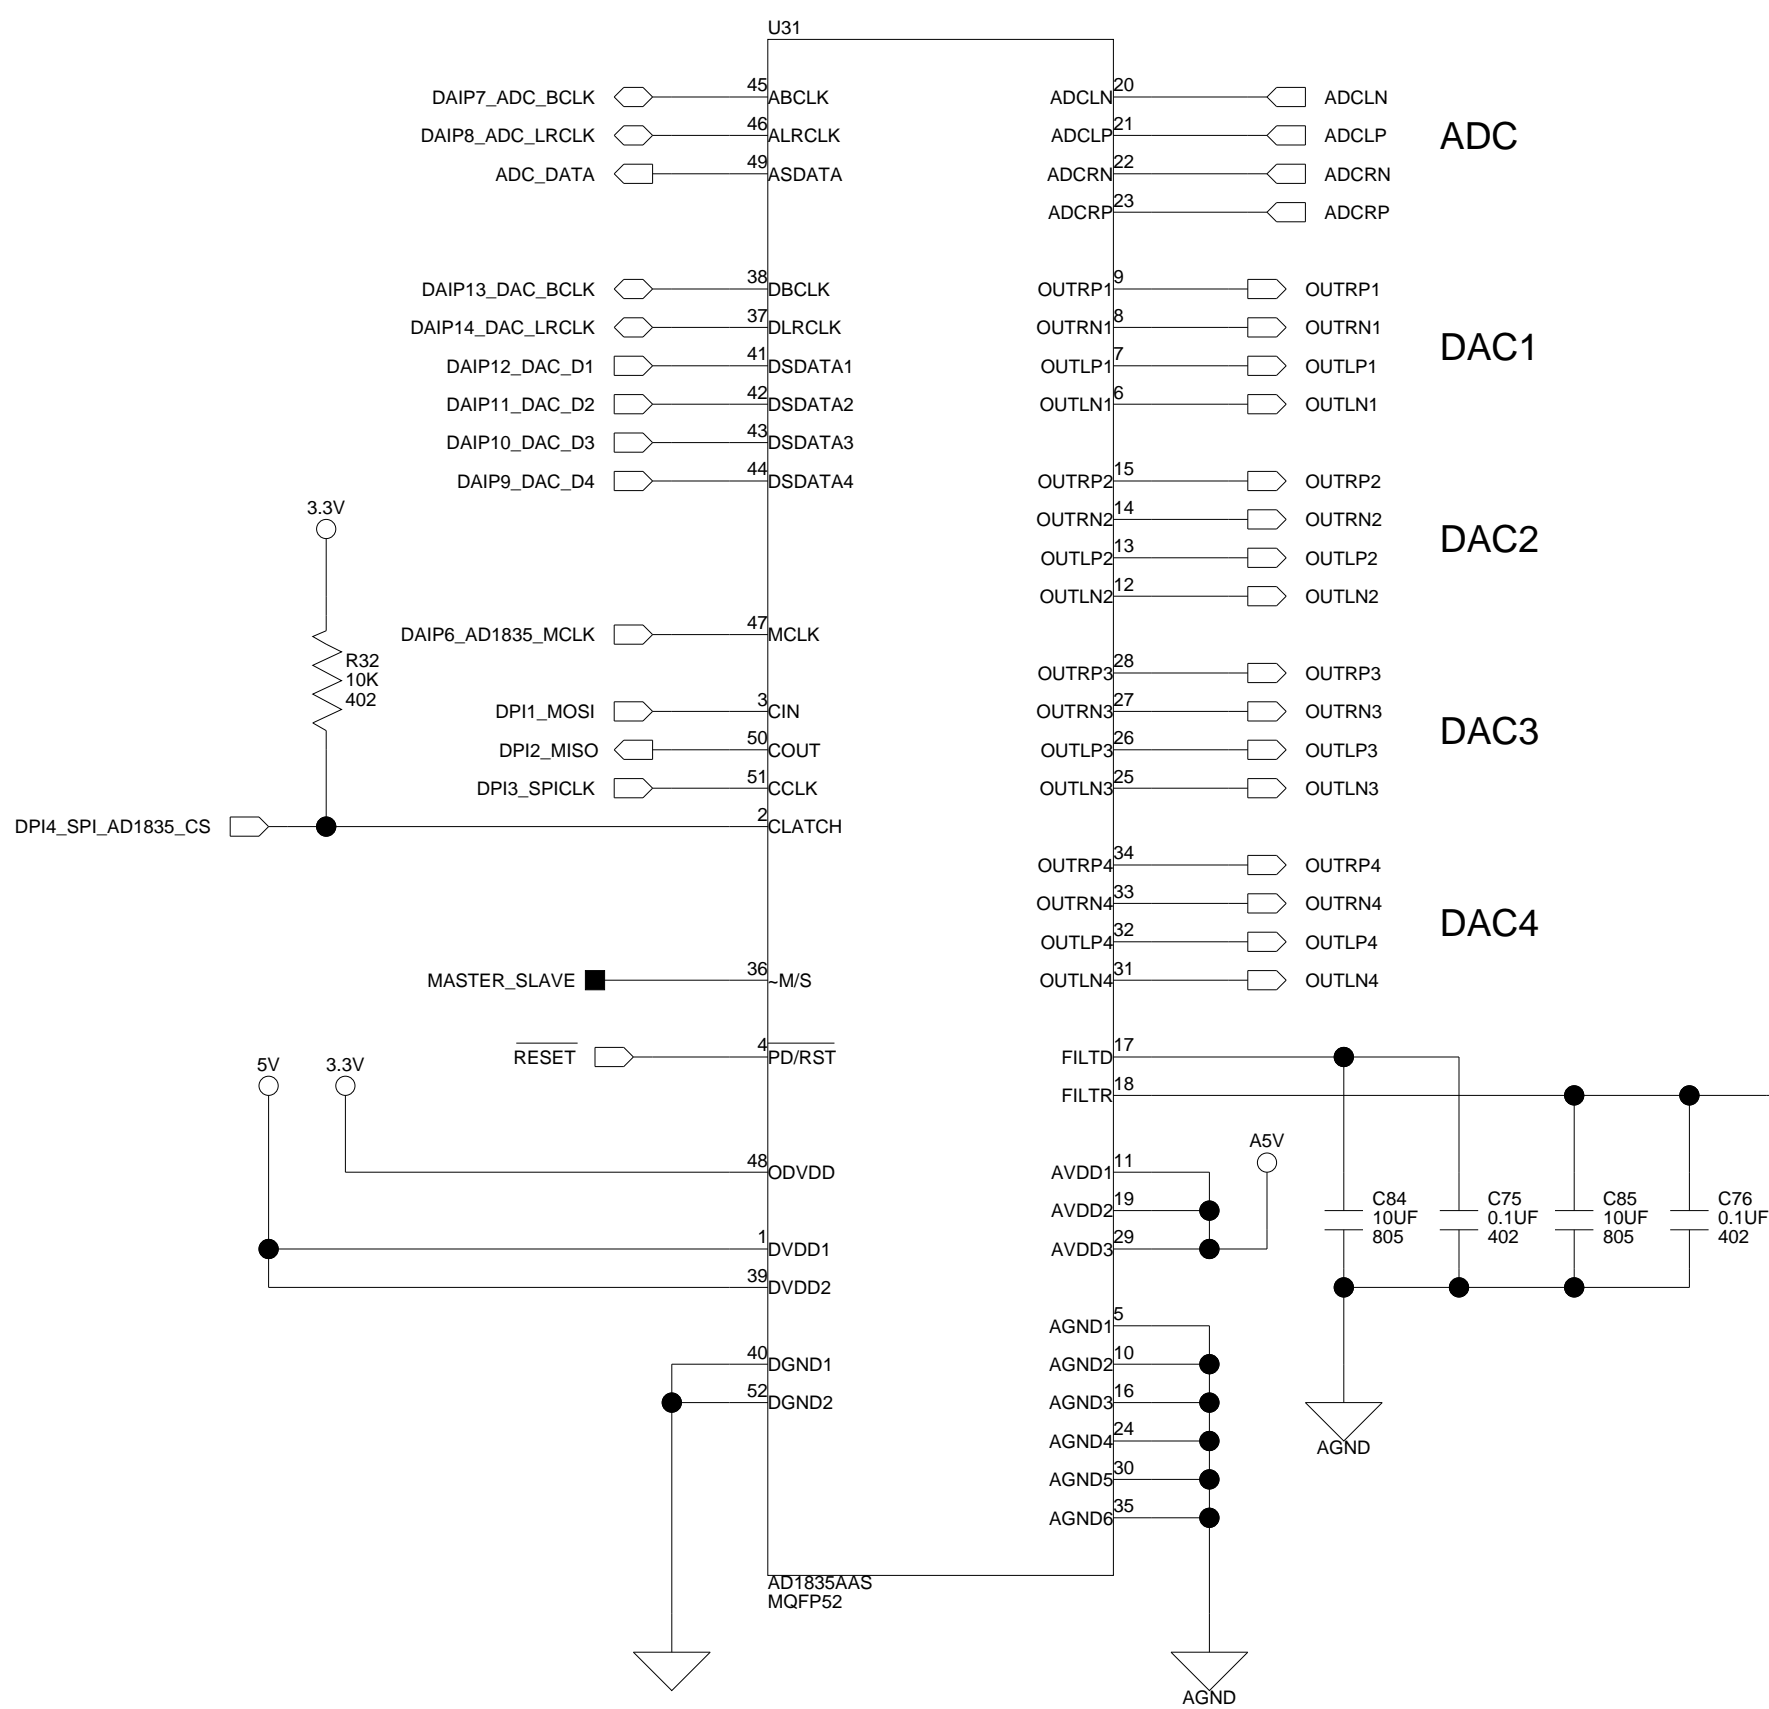 U31
DAIP7_ADC_BCLK 45 ABCLK ADCLN 20 ADCLN
DAIP8_ADC_LRCLK 46 ALRCLK ADCLP 21 ADCLP
ADC
ADC_DATA 49 ASDATA ADCRN 22 ADCRN
ADCRP 23 ADCRP
DAIP13_DAC_BCLK 38 DBCLK OUTRP1 9 OUTRP1
DAIP14_DAC_LRCLK 37 DLRCLK OUTRN1 8 OUTRN1
DAC1
DAIP12_DAC_D1 41 DSDATA1 OUTLP1 7 OUTLP1
DAIP11_DAC_D2 42 DSDATA2 OUTLN1 6 OUTLN1
DAIP10_DAC_D3 43 DSDATA3
DAIP9_DAC_D4 44 DSDATA4 OUTRP2 15 OUTRP2
3.3V
OUTRN2 14 OUTRN2
DAC2
OUTLP2 13 OUTLP2
OUTLN2 12 OUTLN2
DAIP6_AD1835_MCLK 47 MCLK
R32
10K
402
OUTRP3 28 OUTRP3
DPI1_MOSI 3 CIN OUTRN3 27 OUTRN3
DAC3
DPI2_MISO 50 COUT OUTLP3 26 OUTLP3
DPI3_SPICLK 51 CCLK OUTLN3 25 OUTLN3
DPI4_SPI_AD1835_CS 2 CLATCH
OUTRP4 34 OUTRP4
OUTRN4 33 OUTRN4
DAC4
OUTLP4 32 OUTLP4
MASTER_SLAVE 36 ~M/S OUTLN4 31 OUTLN4
RESET 4 PD/RST FILTD 17
5V 3.3V
FILTR 18
A5V
48 ODVDD AVDD1 11
AVDD2 19
C84
10UF
805
C75
0.1UF
402
C85
10UF
805
C76
0.1UF
402
1 DVDD1 AVDD3 29
39 DVDD2
AGND1 5
40 DGND1 AGND2 10
52 DGND2 AGND3 16
AGND4 24
AGND
AGND5 30
AGND6 35
AD1835AAS
MQFP52
AGND